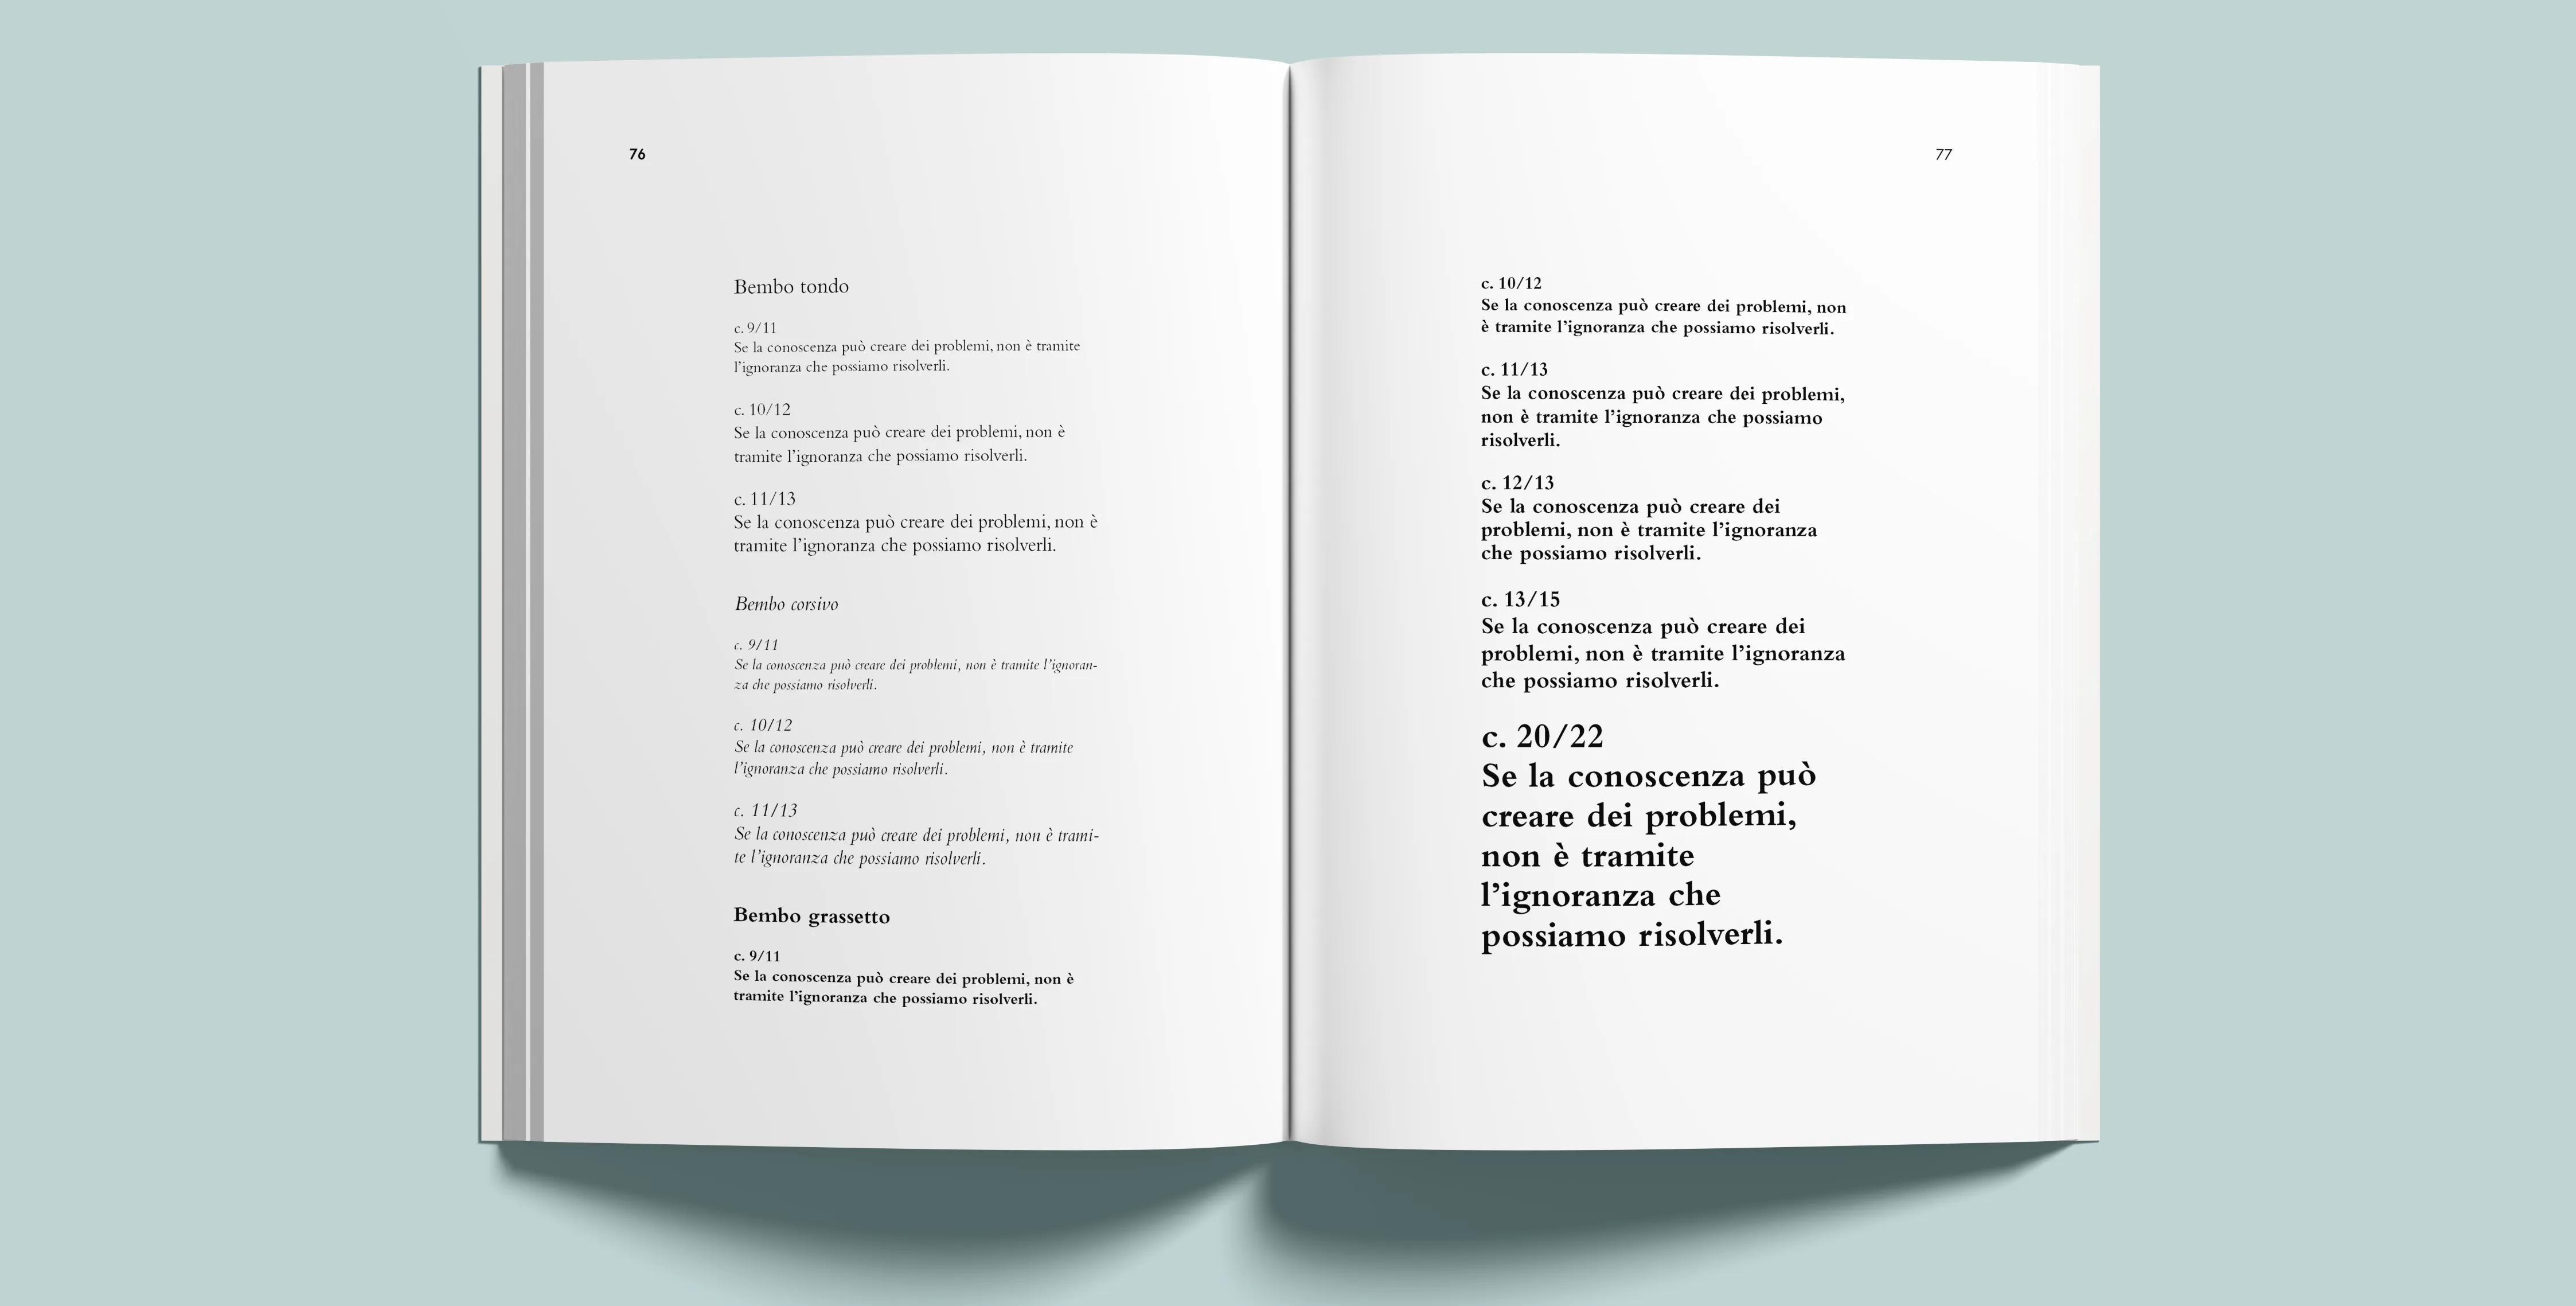 76
Bembo tondo
c. 9/11
Se la conoscenza può creare dei problemi, non è tramite
l’ignoranza che possiamo risolverli.
c. 10/12
Se la conoscenza può creare dei problemi, non è
tramite l’ignoranza che possiamo risolverli.
c. 11/13
Se la conoscenza può creare dei problemi, non è
tramite l’ignoranza che possiamo risolverli.
Bembo corsivo
c. 9/11
Se la conoscenza può creare dei problemi, non è tramite l’ignoran-
za che possiamo risolverli.
c. 10/12
Se la conoscenza può creare dei problemi, non è tramite
l’ignoranza che possiamo risolverli.
c. 11/13
Se la conoscenza può creare dei problemi, non è trami-
te l’ignoranza che possiamo risolverli.
Bembo grassetto
c. 9/11
Se la conoscenza può creare dei problemi, non è
tramite l’ignoranza che possiamo risolverli.
77
c. 10/12
Se la conoscenza può creare dei problemi, non
è tramite l’ignoranza che possiamo risolverli.
c. 11/13
Se la conoscenza può creare dei problemi,
non è tramite l’ignoranza che possiamo
risolverli.
c. 12/13
Se la conoscenza può creare dei
problemi, non è tramite l’ignoranza
che possiamo risolverli.
c. 13/15
Se la conoscenza può creare dei
problemi, non è tramite l’ignoranza
che possiamo risolverli.
c. 20/22
Se la conoscenza può
creare dei problemi,
non è tramite
l’ignoranza che
possiamo risolverli.